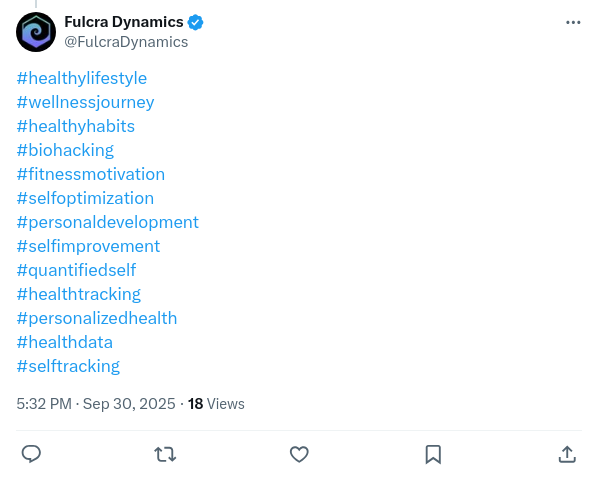 Fulcra Dynamics
@FulcraDynamics
#healthylifestyle
#wellnessjourney
#healthyhabits
#biohacking
#fitnessmotivation
#selfoptimization
#personaldevelopment
#selfimprovement
#quantifiedself
#healthtracking
#personalizedhealth
#healthdata
#selftracking
5:32 PM · Sep 30, 2025 · 18 Views